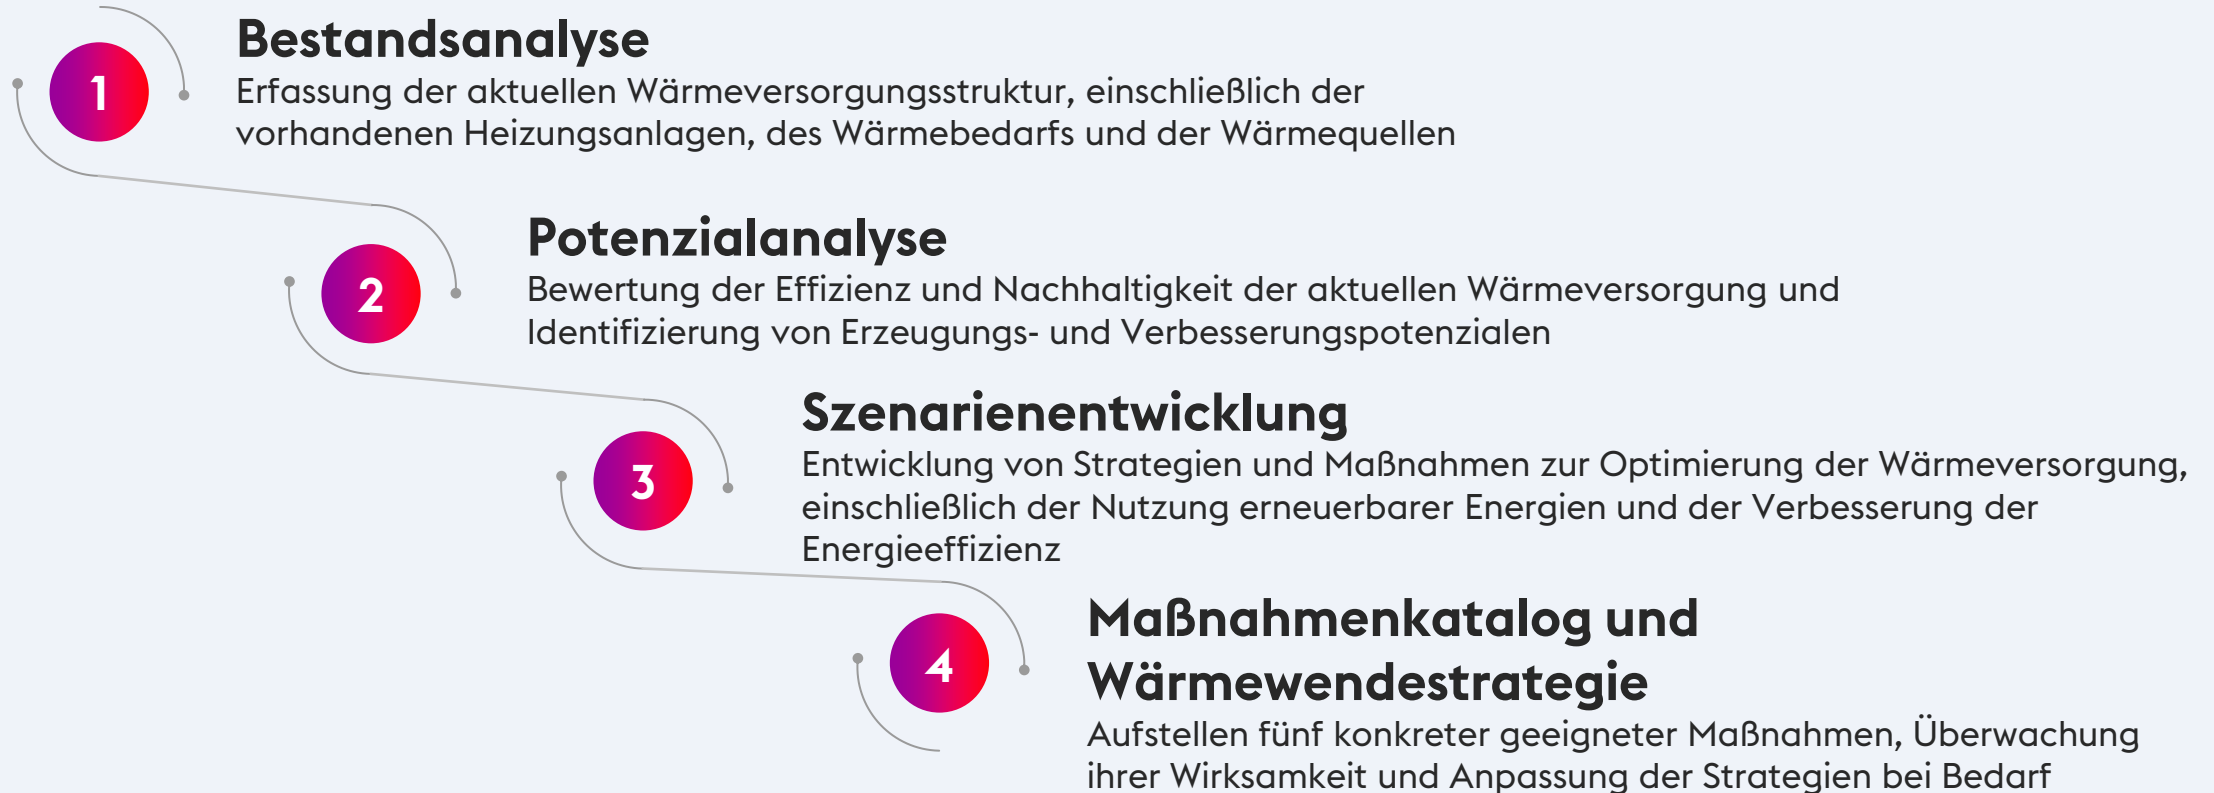 1
Bestandsanalyse
Erfassung der aktuellen Wärmeversorgungsstruktur, einschließlich der
vorhandenen Heizungsanlagen, des Wärmebedarfs und der Wärmequellen
2
Potenzialanalyse
Bewertung der Effizienz und Nachhaltigkeit der aktuellen Wärmeversorgung und
Identifizierung von Erzeugungs- und Verbesserungspotenzialen
3
Szenarienentwicklung
Entwicklung von Strategien und Maßnahmen zur Optimierung der Wärmeversorgung,
einschließlich der Nutzung erneuerbarer Energien und der Verbesserung der
Energieeffizienz
4
Maßnahmenkatalog und
Wärmewendestrategie
Aufstellen fünf konkreter geeigneter Maßnahmen, Überwachung
ihrer Wirksamkeit und Anpassung der Strategien bei Bedarf